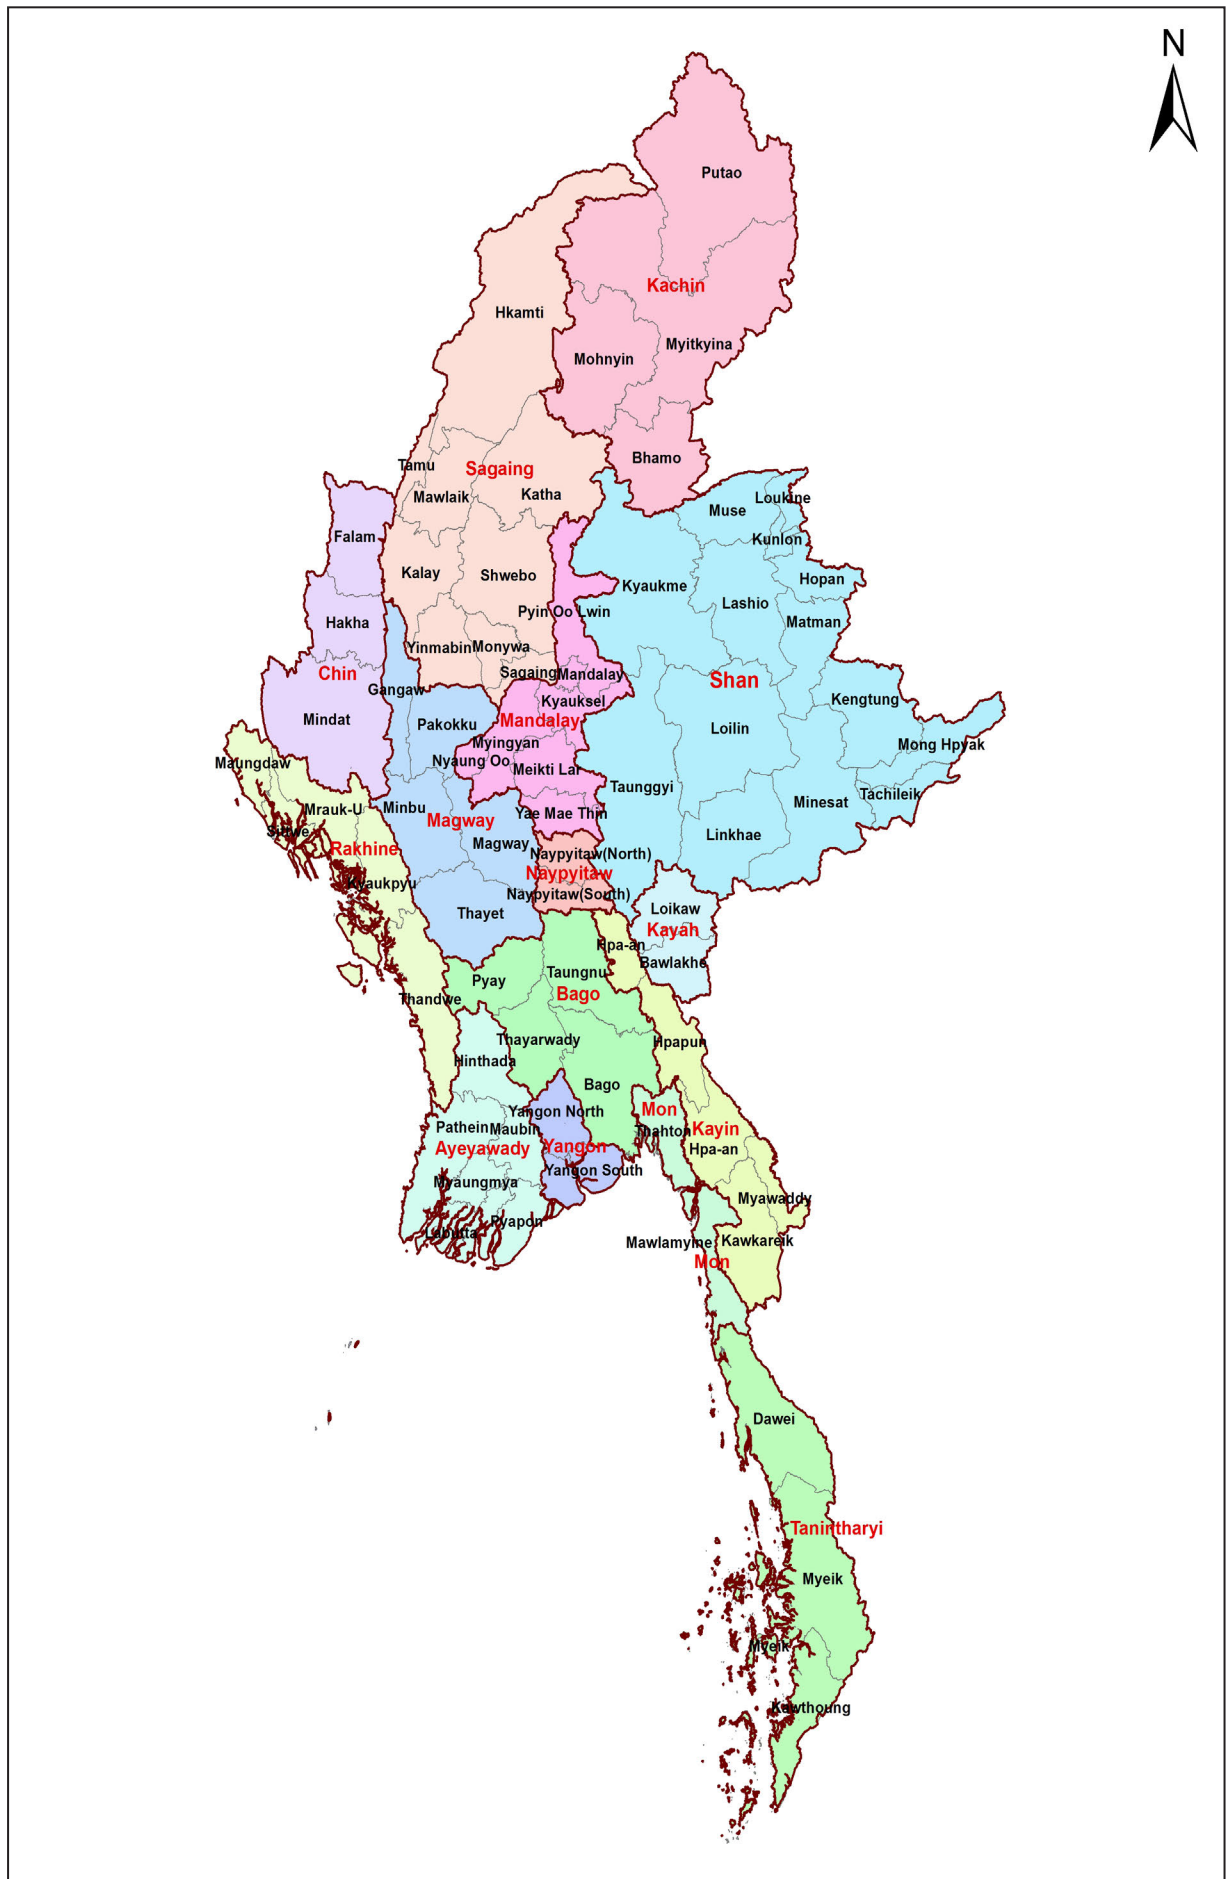 N
Putao
Kachin
Hkamti
Myitkyina
Mohnyin
Bhamo
Tamu
Sagaing
Mawlaik
Katha
Loukine
Muse
Falam
Kunlon
Kalay
Shwebo
Kyaukme
Hopan
Lashio
Pyin Oo Lwin
Hakha
Matman
Yinmabin
Monywa
Chin
Sagaing
Mandalay
Shan
Gangaw
Kyauksel
Kengtung
Mindat
Pakokku
Mandalay
Loilin
Myingyan
Mong Hpyak
Maungdaw
Nyaung Oo
Meikti Lar
Taunggyi
Tachileik
Minesat
Mrauk-U
Minbu
Yae Mae Thin
Magway
Sittwe
Linkhae
Rakhine
Magway
Naypyitaw(North)
Naypyitaw
Kyaukpyu
Naypyitaw(South)
Thayet
Loikaw
Kayah
Hpa-an
Bawlakhe
Taungnu
Pyay
Bago
Thandwe
Thayarwady
Hpapun
Hinthada
Bago
Yangon North
Mon
Pathein
Maubin
Thahton
Kayin
Ayeyawady
Yangon
Hpa-an
Yangon South
Myaungmya
Myawaddy
Pyapon
Labutta
Mawlamyine
Kawkareik
Mon
Dawei
Tanintharyi
Myeik
Myeik
Kawthoung